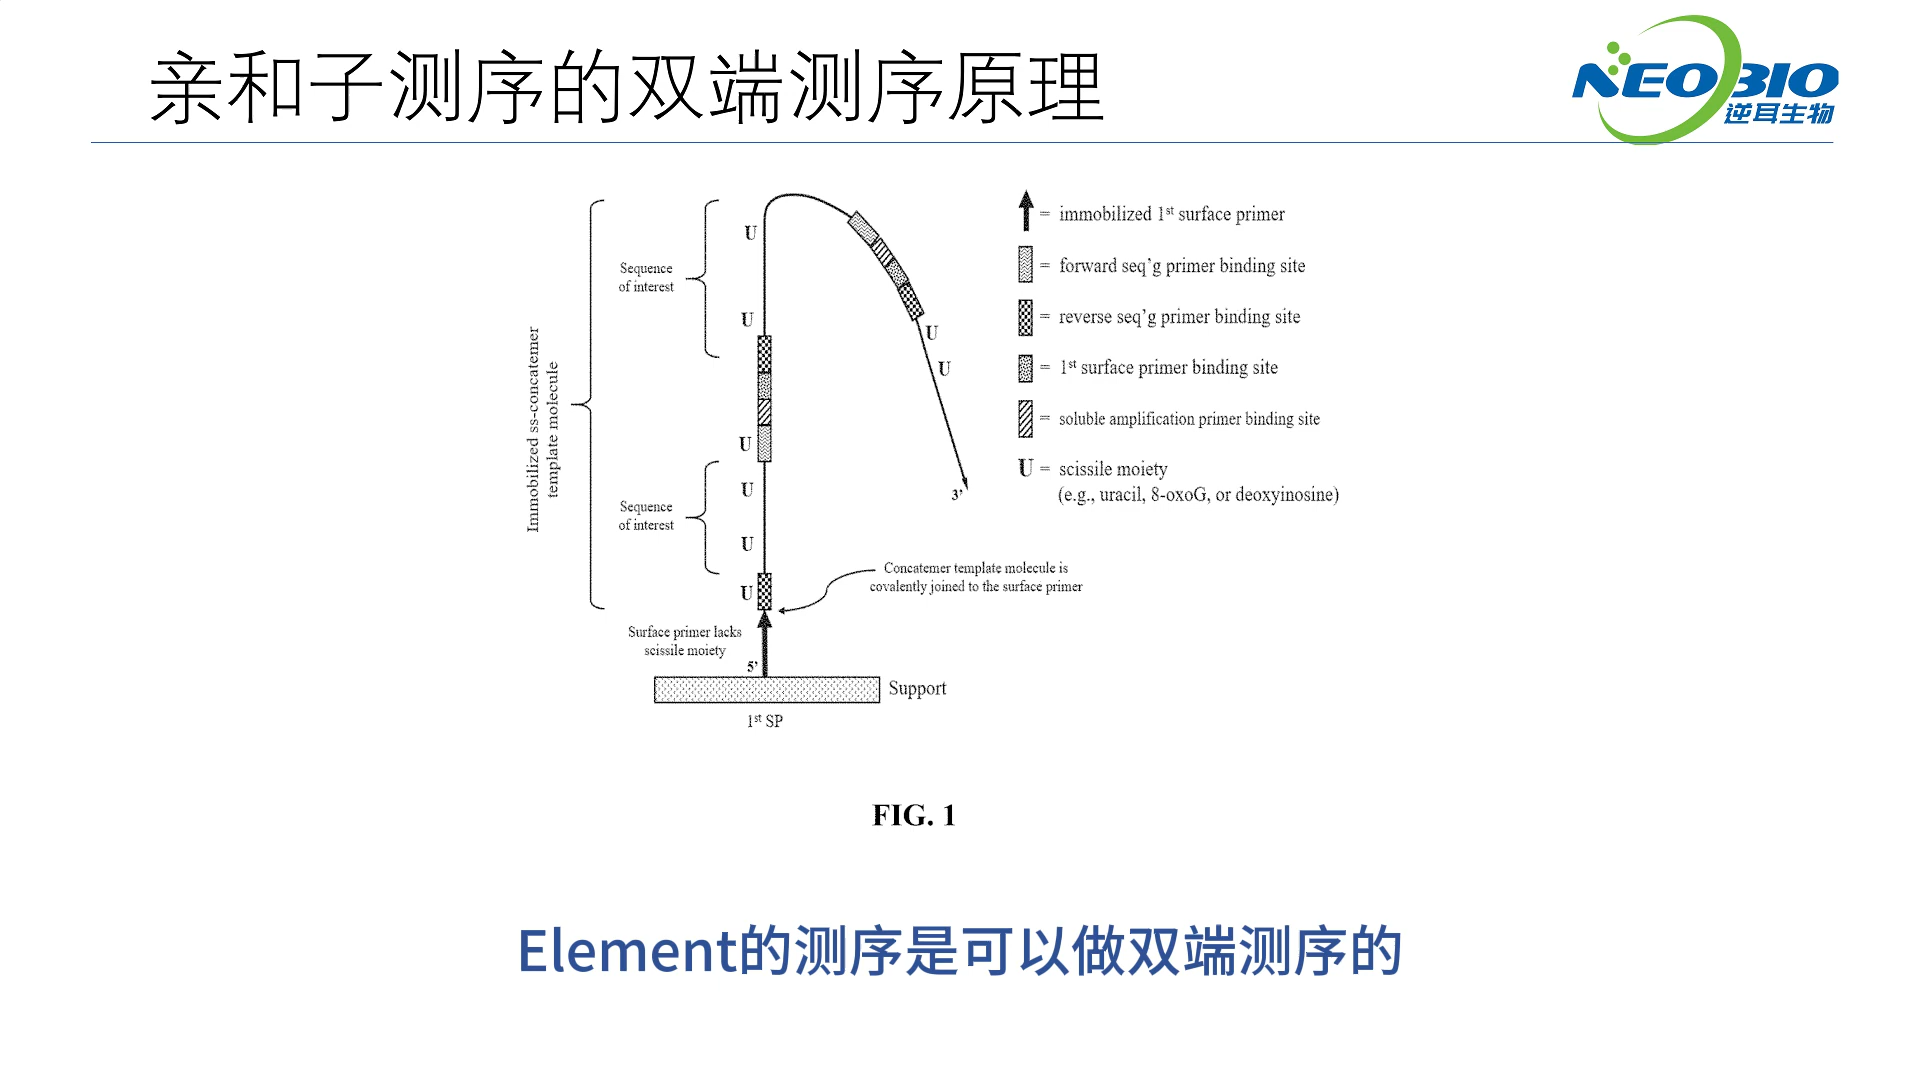 亲和子测序的双端测序原理
NEOBIO
逆耳生物
Immobilized ss-concatemer
template molecule
Sequence
of interest
Sequence
of interest
U
U
U
U
U
U
U
U
3'
Concatemer template molecule is
covalently joined to the surface primer
Surface primer lacks
scissile moiety
5'
Support
1st SP
= immobilized 1st surface primer
= forward seq'g primer binding site
= reverse seq'g primer binding site
= 1st surface primer binding site
= soluble amplification primer binding site
U = scissile moiety
(e.g., uracil, 8-oxoG, or deoxyinosine)
FIG. 1
Element的测序是可以做双端测序的